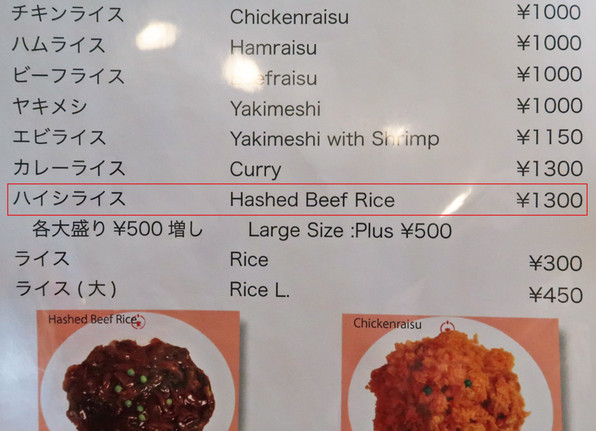 チキンライス Chickenraisu ¥1000
ハムライス Hamraisu ¥1000
ビーフライス ¥1000
ヤキメシ Yakimeshi ¥1000
エビライス Yakimeshi with Shrimp ¥1150
カレーライス Curry ¥1300
ハイシライス Hashed Beef Rice ¥1300
各大盛り ¥500 増し Large Size :Plus ¥500
ライス Rice ¥300
ライス ( 大 ) Rice L. ¥450
Hashed Beef Rice Chickenraisu